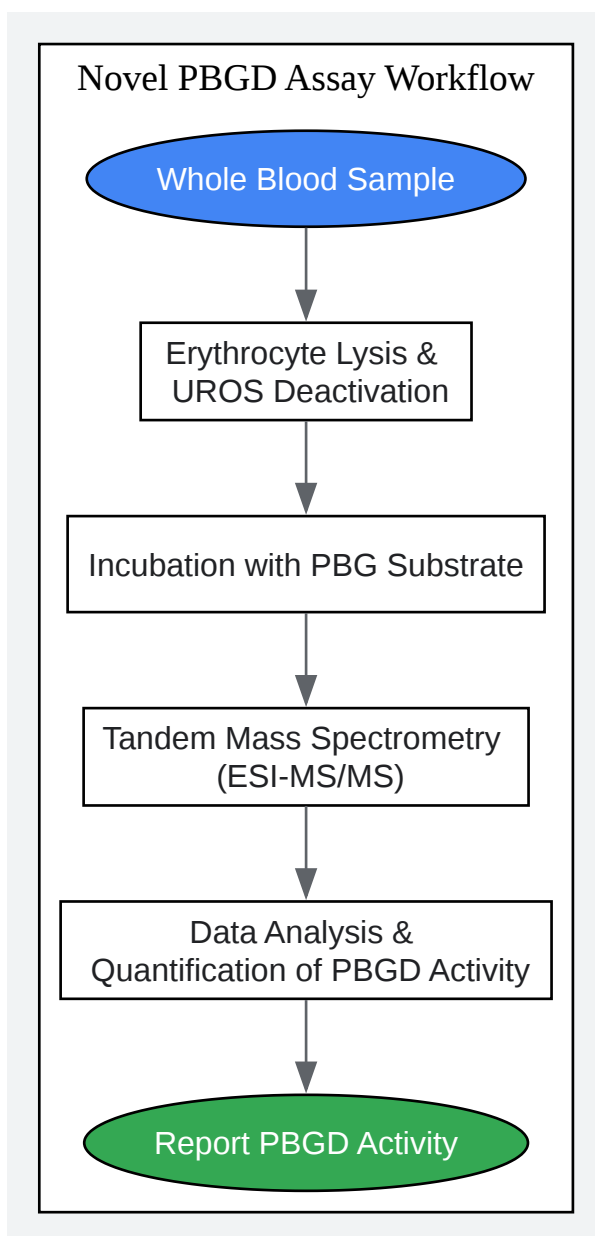 Novel PBGD Assay Workflow
Whole Blood Sample
Erythrocyte Lysis &
UROS Deactivation
Incubation with PBG Substrate
Tandem Mass Spectrometry
(ESI-MS/MS)
Data Analysis &
Quantification of PBGD Activity
Report PBGD Activity